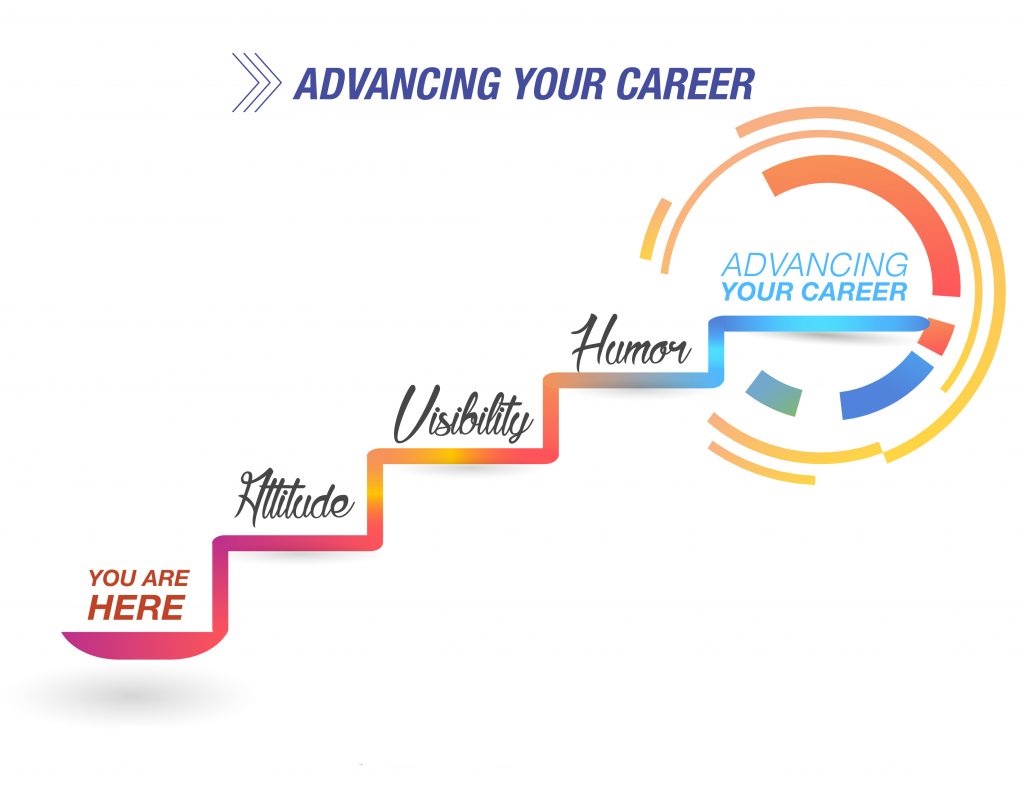 ADVANCING YOUR CAREER
ADVANCING
YOUR CAREER
Humor
Visibility
Attitude
YOU ARE
HERE